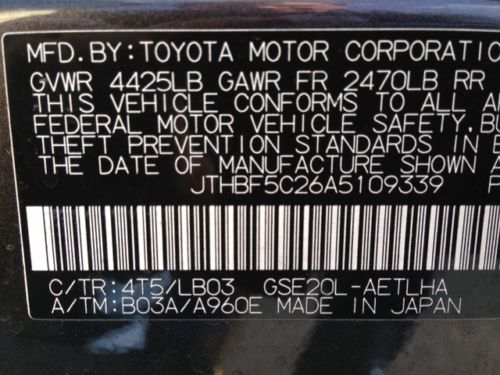 MFD. BY: TOYOTA MOTOR CORPORATION
GVWR 4425LB GAWR FR 2470LB RR
THIS VEHICLE CONFORMS TO ALL A
FEDERAL MOTOR VEHICLE SAFETY, BU
THEFT PREVENTION STANDARDS IN E
THE DATE OF MANUFACTURE SHOWN
JTHBF5C26A5109339
C/TR:4T5/LB03 GSE20L-AETLHA
A/TM:B03A/A960E MADE IN JAPAN